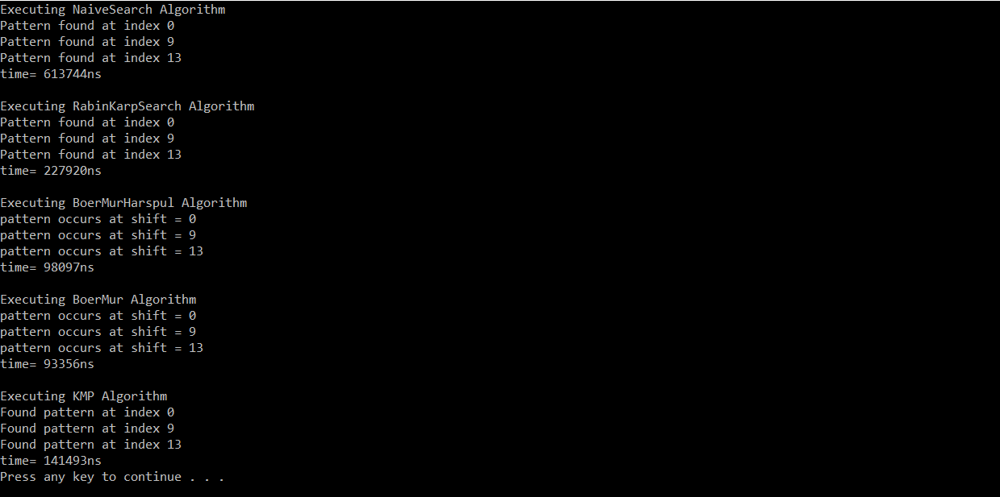 Executing NaiveSearch Algorithm
Pattern found at index 0
Pattern found at index 9
Pattern found at index 13
time= 613744ns
Executing RabinKarpSearch Algorithm
Pattern found at index 0
Pattern found at index 9
Pattern found at index 13
time= 227920ns
Executing BoerMurHarspul Algorithm
pattern occurs at shift = 0
pattern occurs at shift = 9
pattern occurs at shift = 13
time= 98097ns
Executing BoerMur Algorithm
pattern occurs at shift = 0
pattern occurs at shift = 9
pattern occurs at shift = 13
time= 93356ns
Executing KMP Algorithm
Found pattern at index 0
Found pattern at index 9
Found pattern at index 13
time= 141493ns
Press any key to continue . . .